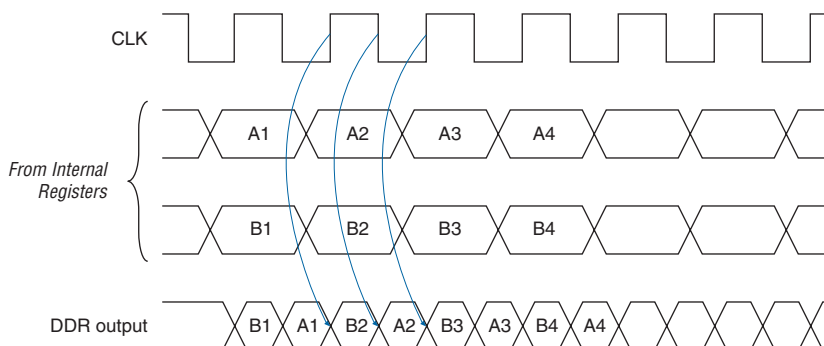 CLK
A1 A2 A3 A4
From Internal
Registers
B1 B2 B3 B4
DDR output B1 A1 B2 A2 B3 A3 B4 A4